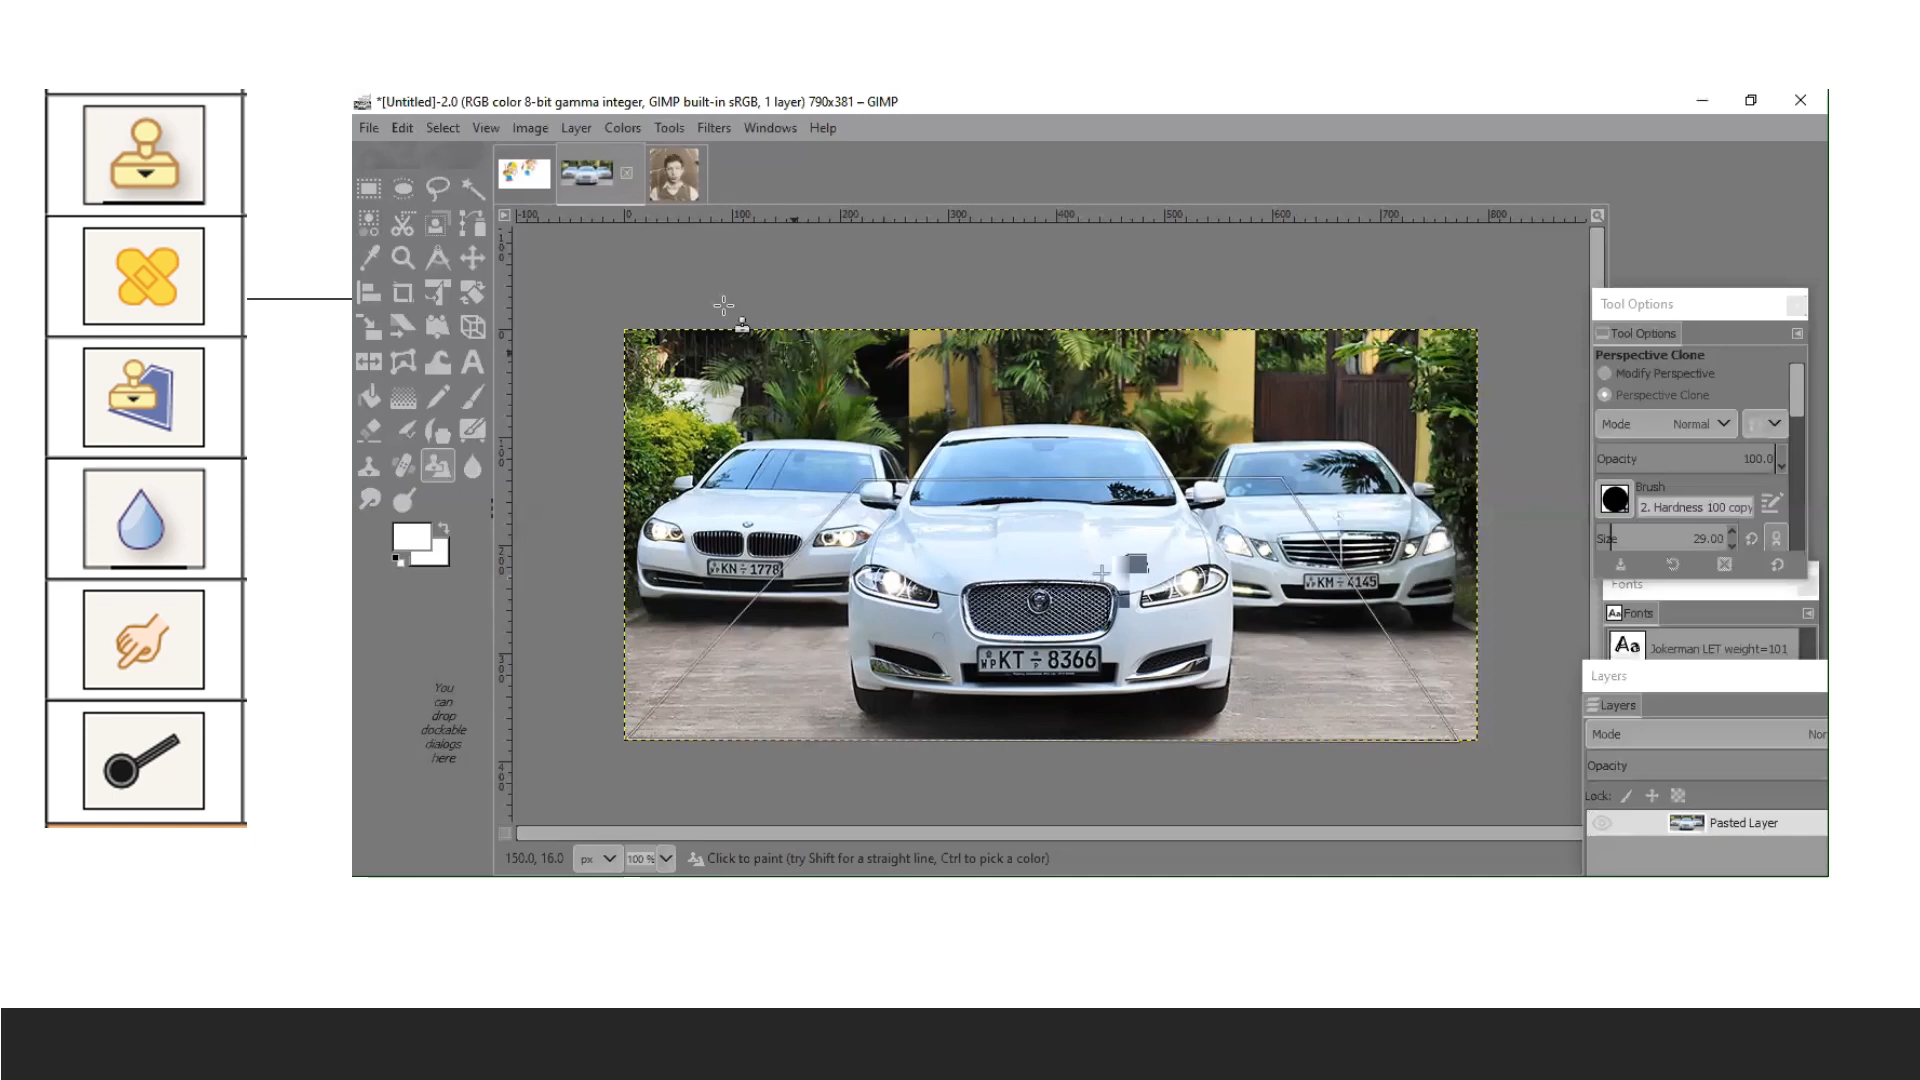 *[Untitled]-2.0 (RGB color 8-bit gamma integer, GIMP built-in sRGB, 1 layer) 790x381 – GIMP
File Edit Select View Image Layer Colors Tools Filters Windows Help
-100 0 100 200 300 400 500 600 700 800
Tool Options
Tool Options
Perspective Clone
Modify Perspective
Perspective Clone
Mode Normal
Opacity 100.0
Brush
2. Hardness 100 copy
Size 29.00
Fonts
Fonts
Aa Jokerman LET weight=101
Layers
Layers
Mode Nor
Opacity
Lock:
Pasted Layer
KN 1778
KM 4145
WP KT 8366
You
can
drop
dockable
dialogs
here
150.0, 16.0 px 100 % Click to paint (try Shift for a straight line, Ctrl to pick a color)